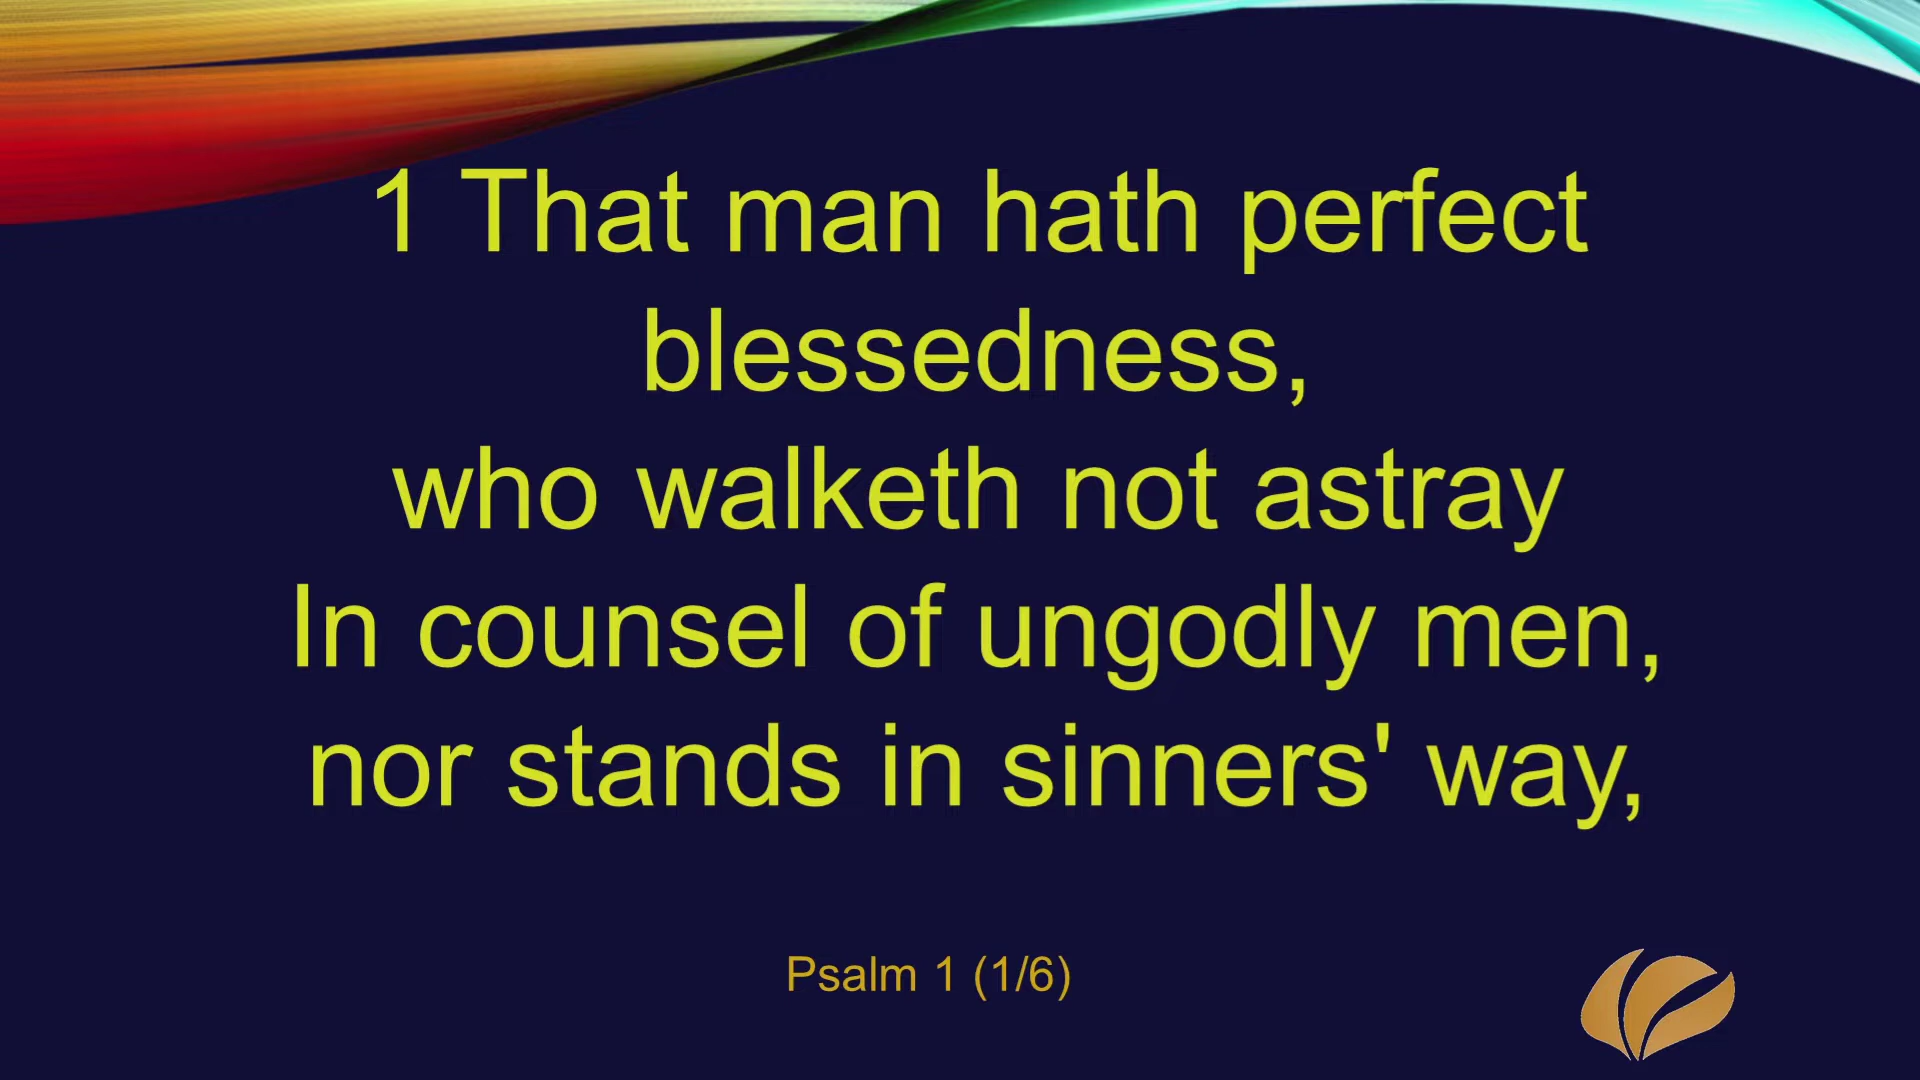 1 That man hath perfect
blessedness,
who walketh not astray
In counsel of ungodly men,
nor stands in sinners' way,
Psalm 1 (1/6)